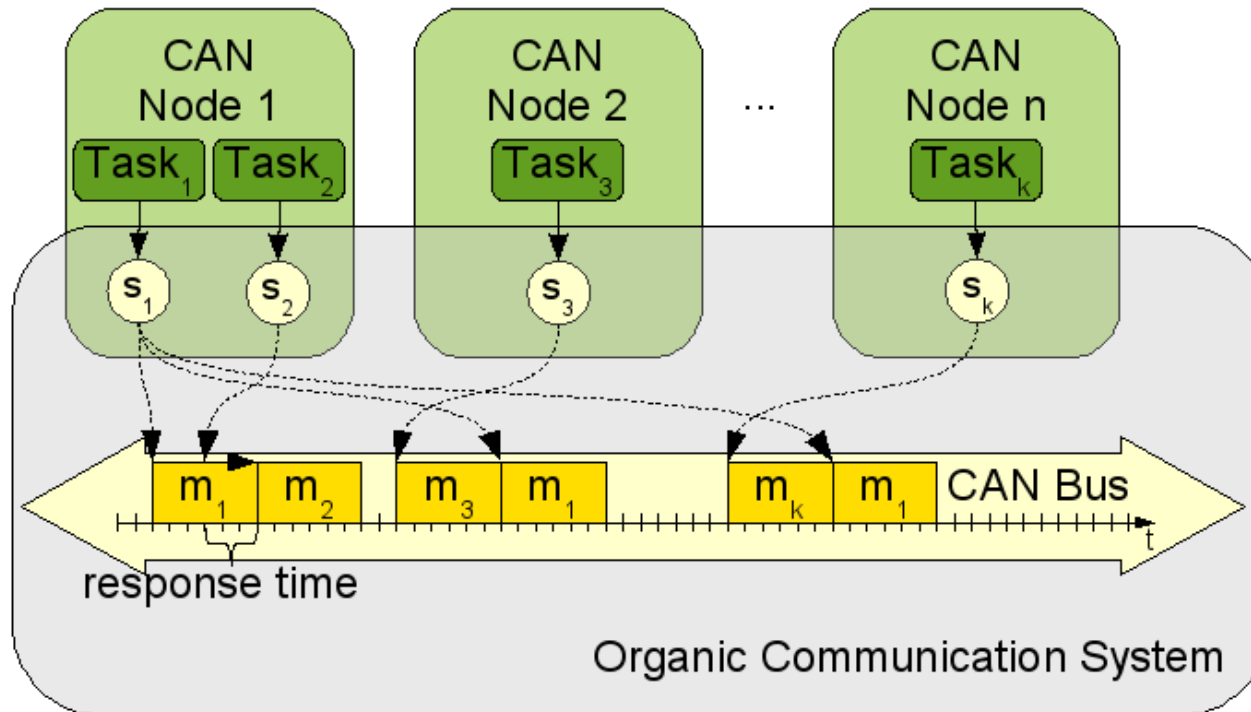 CAN
Node 1
CAN
Node 2
...
CAN
Node n
Task₁
Task₂
Task₃
Taskₖ
s₁
s₂
s₃
sₖ
m₁
m₂
m₃
m₁
mₖ
m₁
CAN Bus
t
response time
Organic Communication System